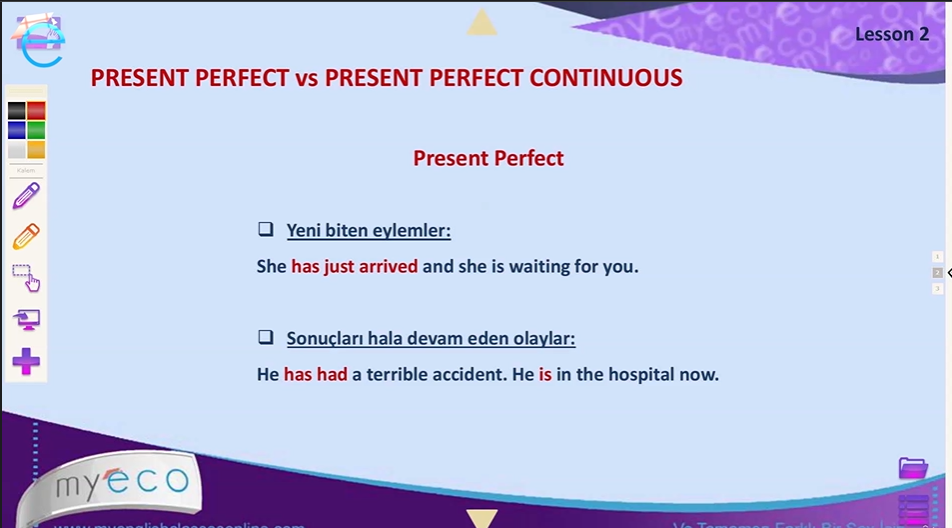 Lesson 2
PRESENT PERFECT vs PRESENT PERFECT CONTINUOUS
Kalem
Present Perfect
Yeni biten eylemler:
She has just arrived and she is waiting for you.
Sonuçları hala devam eden olaylar:
He has had a terrible accident. He is in the hospital now.
1
2
3
myeco